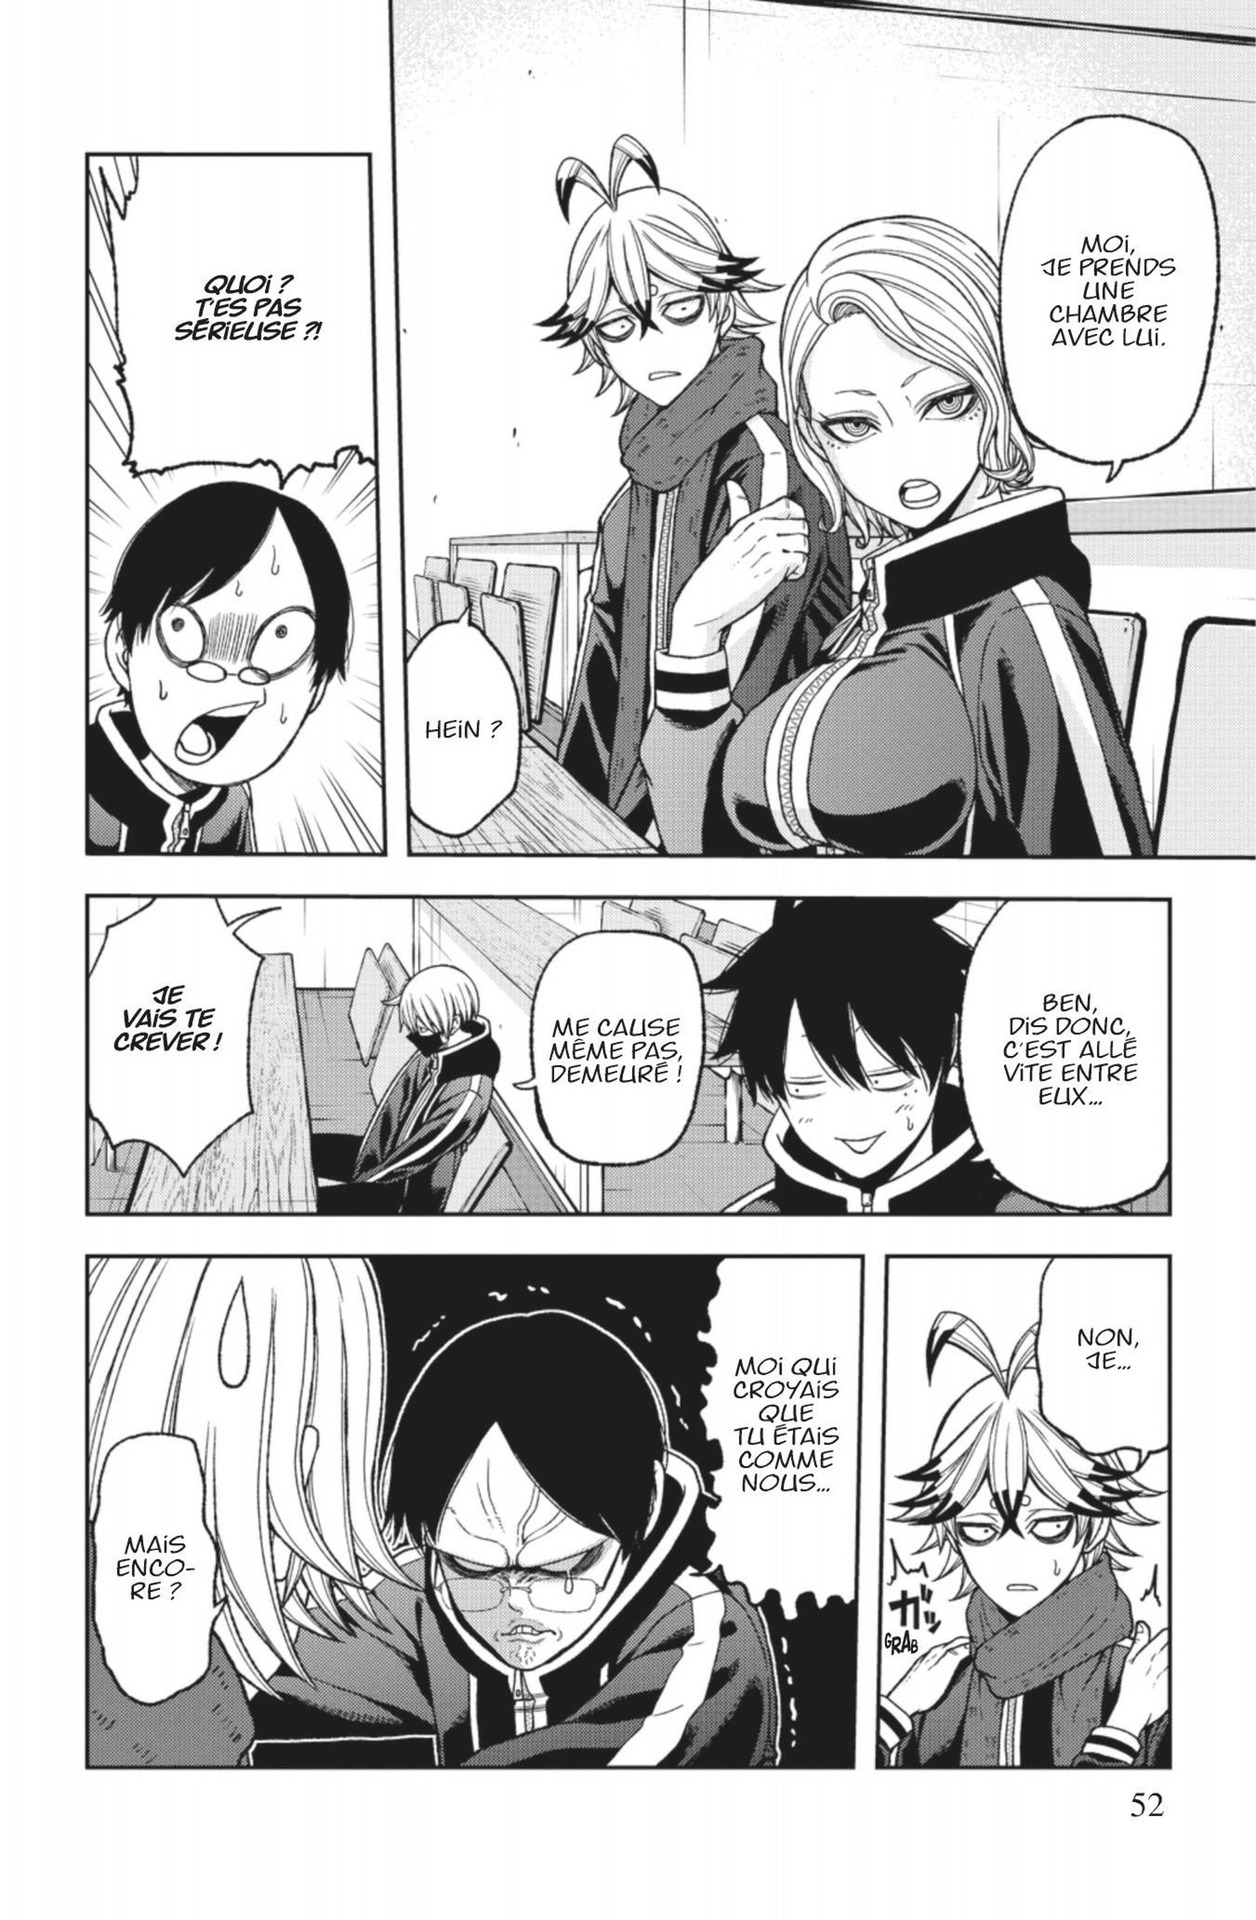 MOI,
JE PRENDS
UNE
CHAMBRE
AVEC LUI.
HEIN ?
QUOI ?
T'ES PAS
SÉRIEUSE ?!
BEN,
DIS DONC,
C'EST ALLÉ
VITE ENTRE
EUX...
ME CAUSE
MÊME PAS,
DEMEURÉ !
JE
VAIS TE
CREVER !
NON,
JE...
ガッ
GRAB
MOI QUI
CROYAIS
QUE
TU ÉTAIS
COMME
NOUS...
MAIS
ENCO-
RE ?
52